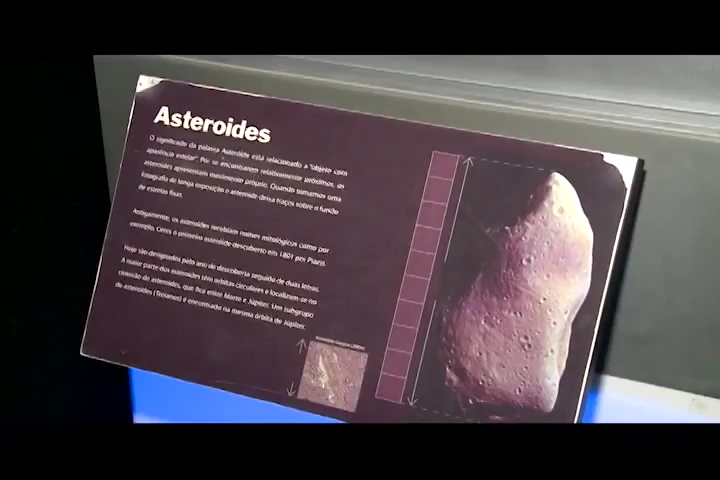 Asteroides
O significado da palavra Asteróide está relacionado a "objeto com
aparência estelar". Por se encontrarem relativamente próximos, os
asteroides apresentam movimento próprio. Quando tomamos uma
fotografia de longa exposição o asteroide deixa traços sobre o fundo
de estrelas fixas.
Antigamente, os asteroides recebiam nomes mitológicos como por
exemplo, Ceres o primeiro asteróide descoberto em 1801 por Piazzi.
Hoje são designados pelo ano de descoberta seguido de duas letras.
A maior parte dos asteroides têm orbitas circulares e localizam-se no
cinturão de asteroides, que fica entre Marte e Júpiter. Um subgrupo
de asteroides (Troianos) é encontrado na mesma órbita de Júpiter.